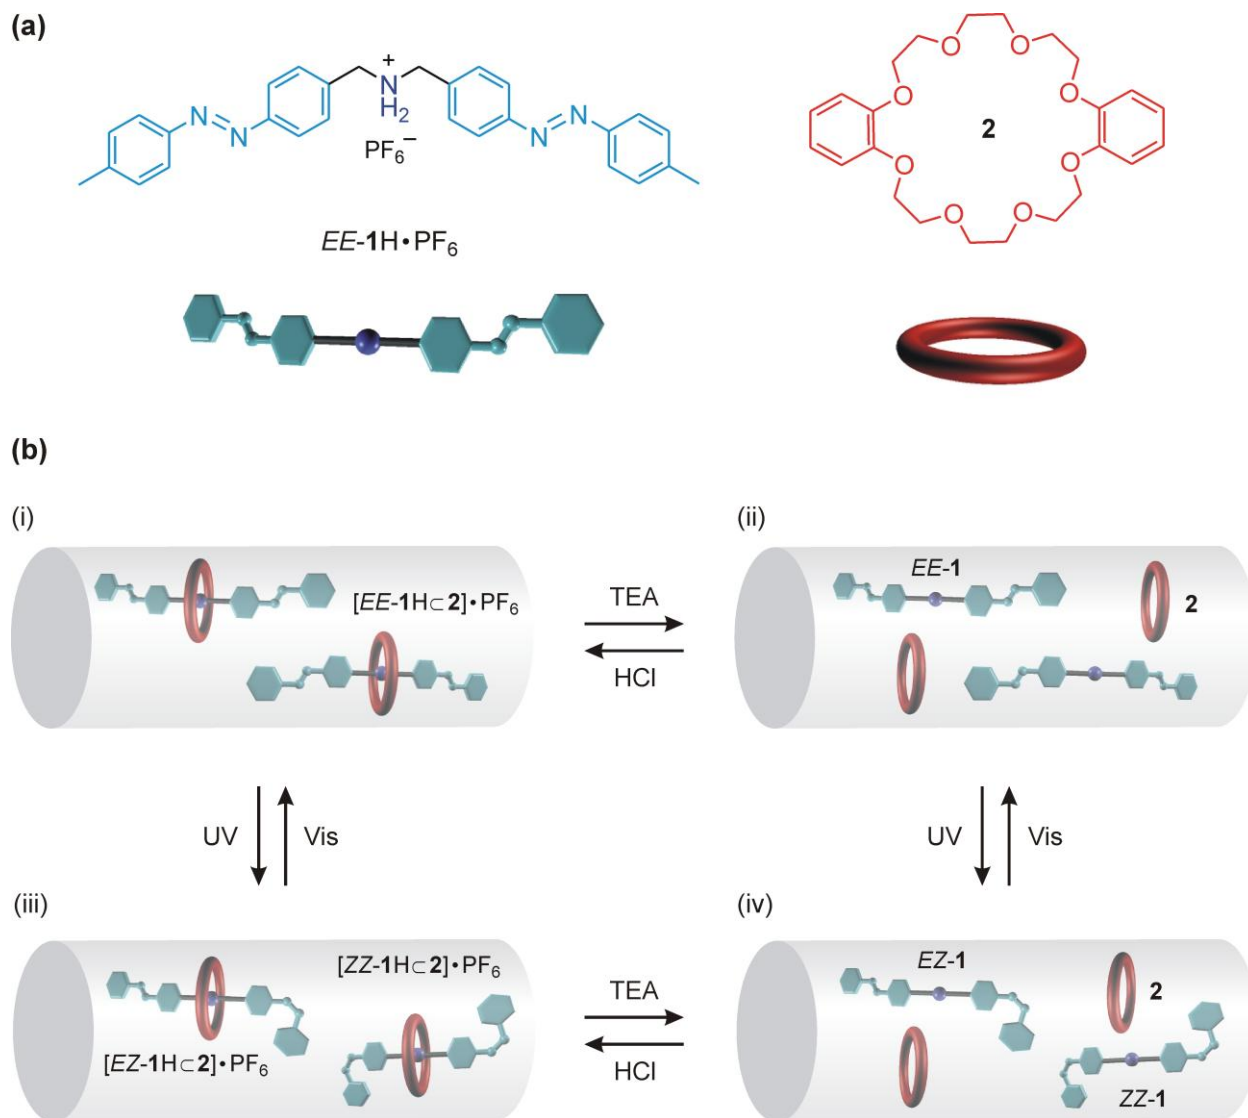 (a)
N
N
+
N
H2
N
N
PF6−
EE-1H•PF6
O
O
O
O
2
O
O
O
O
(b)
(i)
[EE-1H⊂2]•PF6
TEA
HCl
(ii)
EE-1
2
UV
Vis
UV
Vis
(iii)
[ZZ-1H⊂2]•PF6
[EZ-1H⊂2]•PF6
TEA
HCl
(iv)
EZ-1
2
ZZ-1